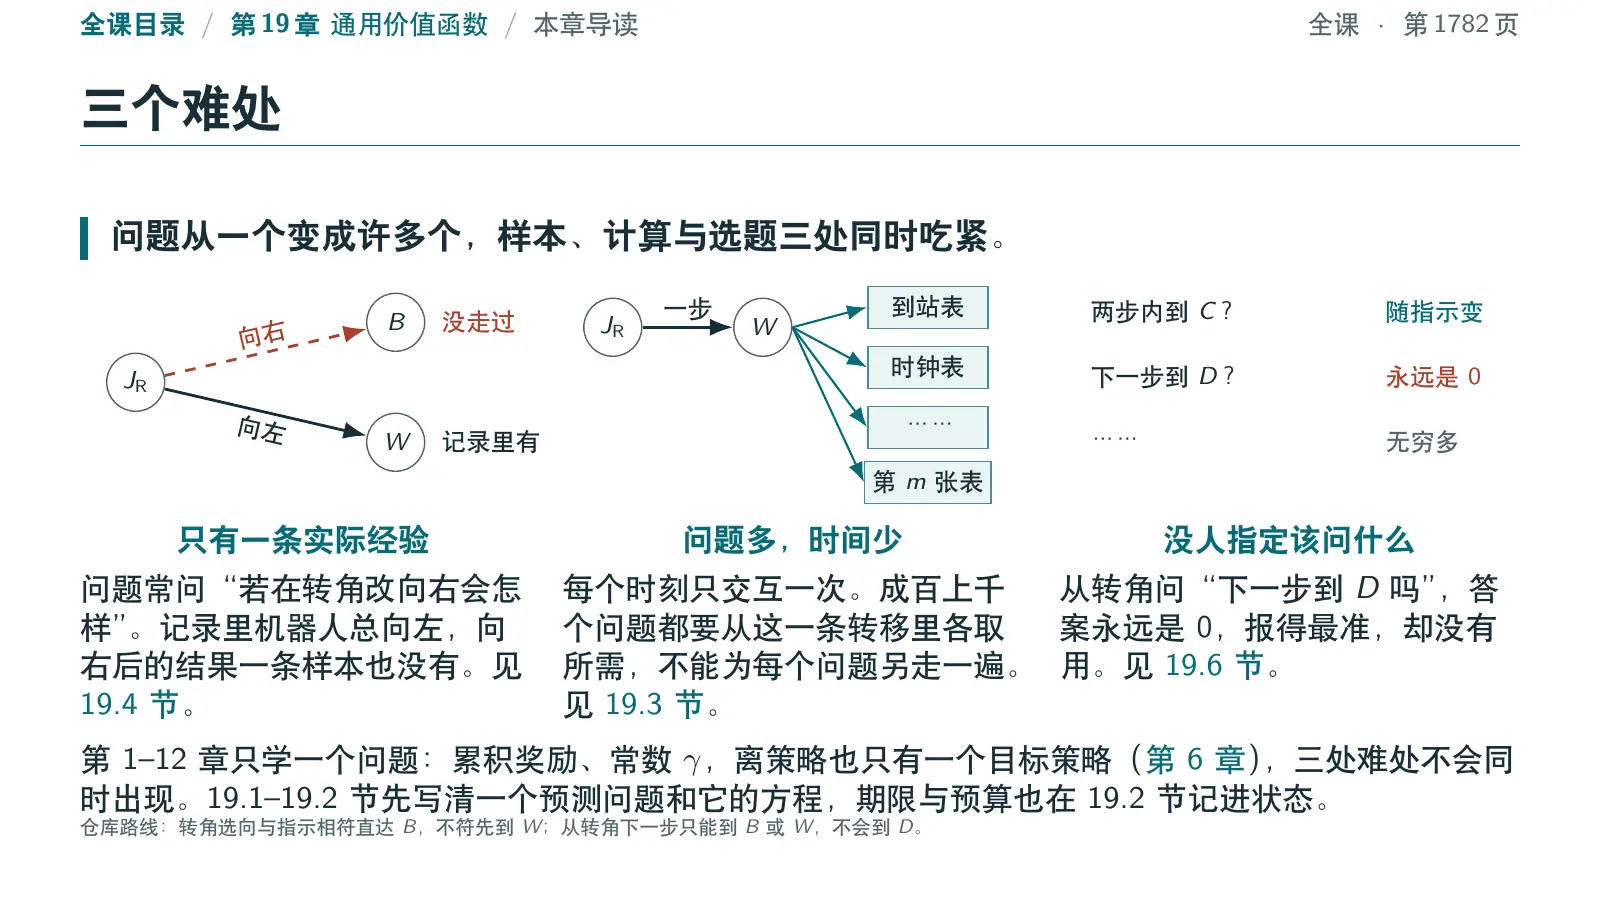 全课目录 / 第 19 章 通用价值函数 / 本章导读
全课 · 第 1782 页
三个难处
问题从一个变成许多个，样本、计算与选题三处同时吃紧。
J_R
向右
B
没走过
向左
W
记录里有
J_R
一步
W
到站表
时钟表
……
第 m 张表
两步内到 C？
随指示变
下一步到 D？
永远是 0
……
无穷多
只有一条实际经验
问题常问“若在转角改向右会怎
样”。记录里机器人总向左，向
右后的结果一条样本也没有。见
19.4 节。
问题多，时间少
每个时刻只交互一次。成百上千
个问题都要从这一条转移里各取
所需，不能为每个问题另走一遍。
见 19.3 节。
没人指定该问什么
从转角问“下一步到 D 吗”，答
案永远是 0，报得最准，却没有
用。见 19.6 节。
第 1–12 章只学一个问题：累积奖励、常数 γ，离策略也只有一个目标策略（第 6 章），三处难处不会同
时出现。19.1–19.2 节先写清一个预测问题和它的方程，期限与预算也在 19.2 节记进状态。
仓库路线：转角选向与指示相符直达 B，不符先到 W；从转角下一步只能到 B 或 W，不会到 D。